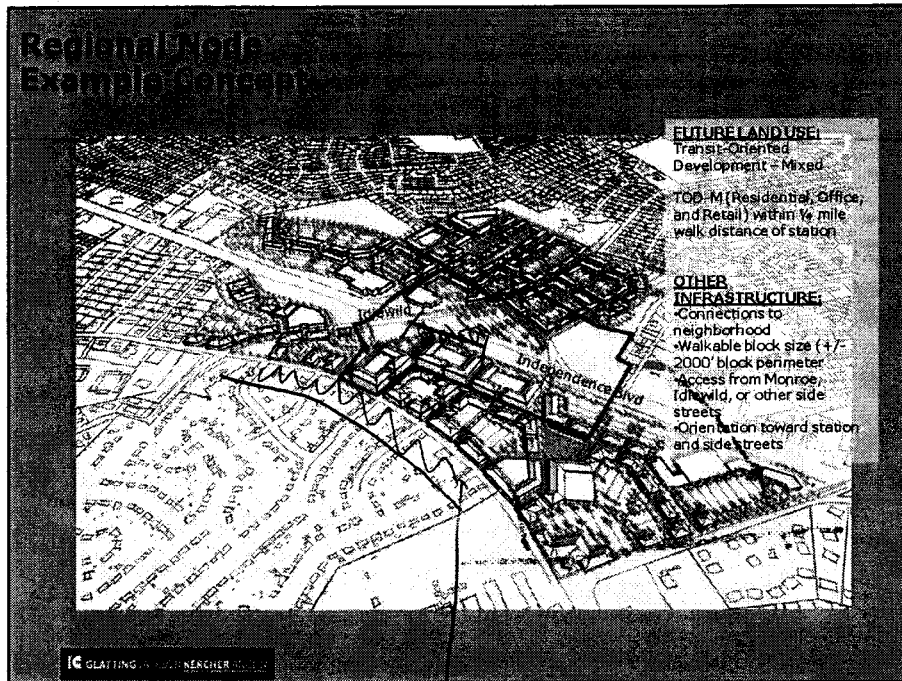 Regional Node
Example Concept
FUTURE LAND USE:
Transit-Oriented
Development – Mixed
TOD-M (Residential, Office,
and Retail) within ¼ mile
walk distance of station
OTHER
INFRASTRUCTURE:
•Connections to
neighborhood
•Walkable block size (+/-
2000' block perimeter
•Access from Monroe,
Idlewild, or other side
streets
•Orientation toward station
and side streets
Idlewild
Independence Blvd
GLATTING KERCHER